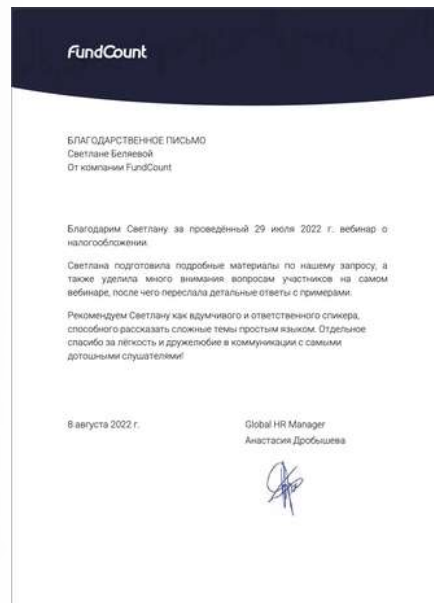 FundCount
БЛАГОДАРСТВЕННОЕ ПИСЬМО
Светлане Беляевой
От компании FundCount
Благодарим Светлану за проведённый 29 июля 2022 г. вебинар о
налогообложении.
Светлана подготовила подробные материалы по нашему запросу, а
также уделила много внимания вопросам участников на самом
вебинаре, после чего переслала детальные ответы с примерами.
Рекомендуем Светлану как вдумчивого и ответственного спикера,
способного рассказать сложные темы простым языком. Отдельное
спасибо за лёгкость и дружелюбие в коммуникации с самыми
дотошными слушателями!
8 августа 2022 г.
Global HR Manager
Анастасия Дробышева